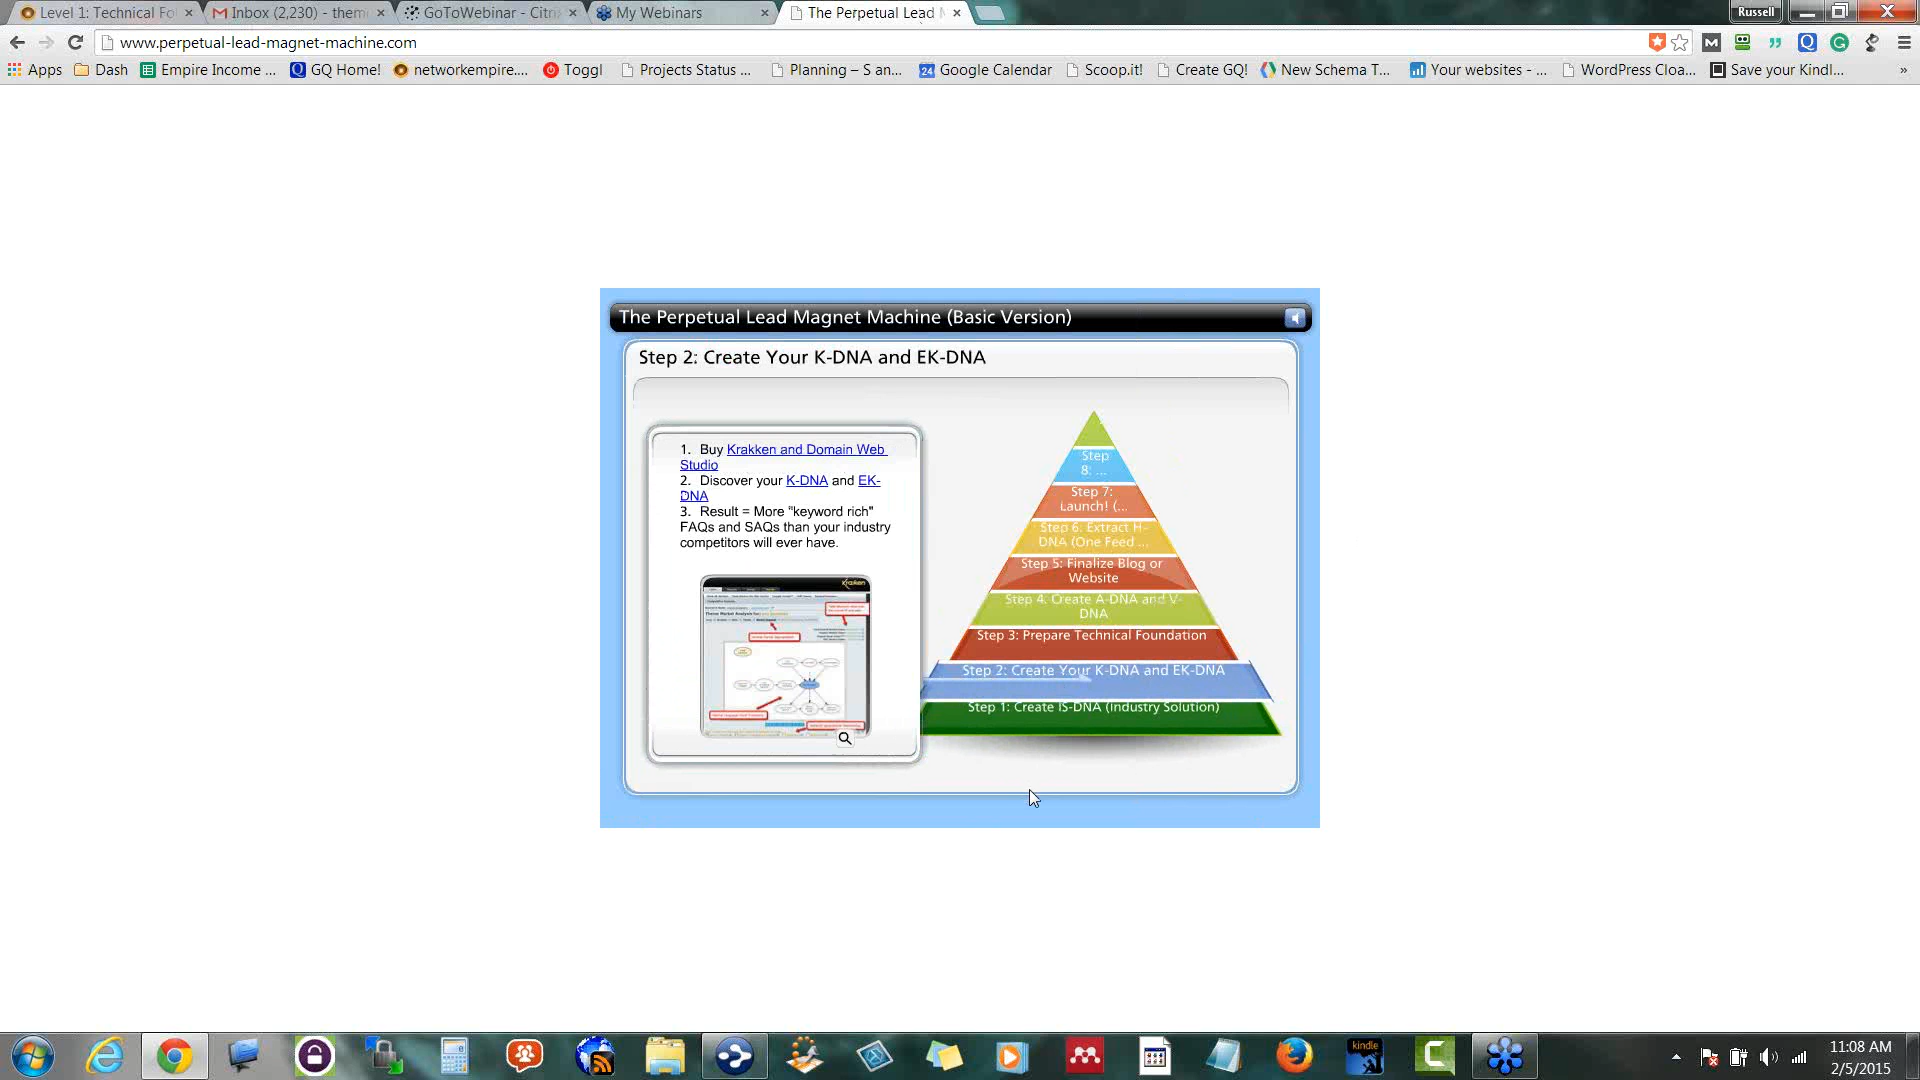 Level 1: Technical Fo
Inbox (2,230) - them
GoToWebinar - Citri
My Webinars
The Perpetual Lead M
Russell
www.perpetual-lead-magnet-machine.com
Apps
Dash
Empire Income ...
GQ Home!
networkempire....
Toggl
Projects Status ...
Planning – S an...
24
Google Calendar
Scoop.it!
Create GQ!
New Schema T...
Your websites - ...
WordPress Cloa...
Save your Kindl...
»
The Perpetual Lead Magnet Machine (Basic Version)
Step 2: Create Your K-DNA and EK-DNA
1. Buy Krakken and Domain Web
Studio
2. Discover your K-DNA and EK-
DNA
3. Result = More "keyword rich"
FAQs and SAQs than your industry
competitors will ever have.
Step
8: ...
Step 7:
Launch! (...
Step 6: Extract H-
DNA (One Feed ...
Step 5: Finalize Blog or
Website
Step 4: Create A-DNA and V-
DNA
Step 3: Prepare Technical Foundation
Step 2: Create Your K-DNA and EK-DNA
Step 1: Create IS-DNA (Industry Solution)
kindle
11:08 AM
2/5/2015